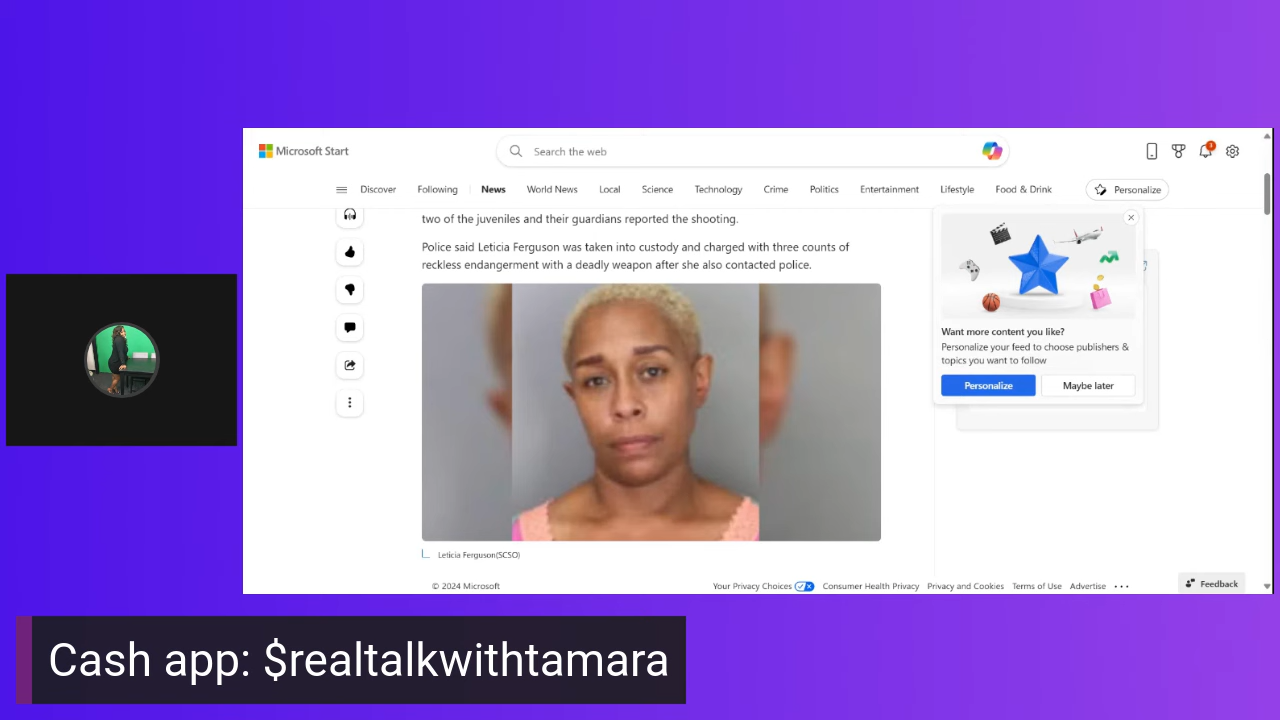 Microsoft Start
Search the web
3
Discover Following News World News Local Science Technology Crime Politics Entertainment Lifestyle Food & Drink Personalize
two of the juveniles and their guardians reported the shooting.
Police said Leticia Ferguson was taken into custody and charged with three counts of
reckless endangerment with a deadly weapon after she also contacted police.
Want more content you like?
Personalize your feed to choose publishers &
topics you want to follow
Personalize Maybe later
Leticia Ferguson(SCSO)
© 2024 Microsoft Your Privacy Choices Consumer Health Privacy Privacy and Cookies Terms of Use Advertise Feedback
Cash app: $realtalkwithtamara